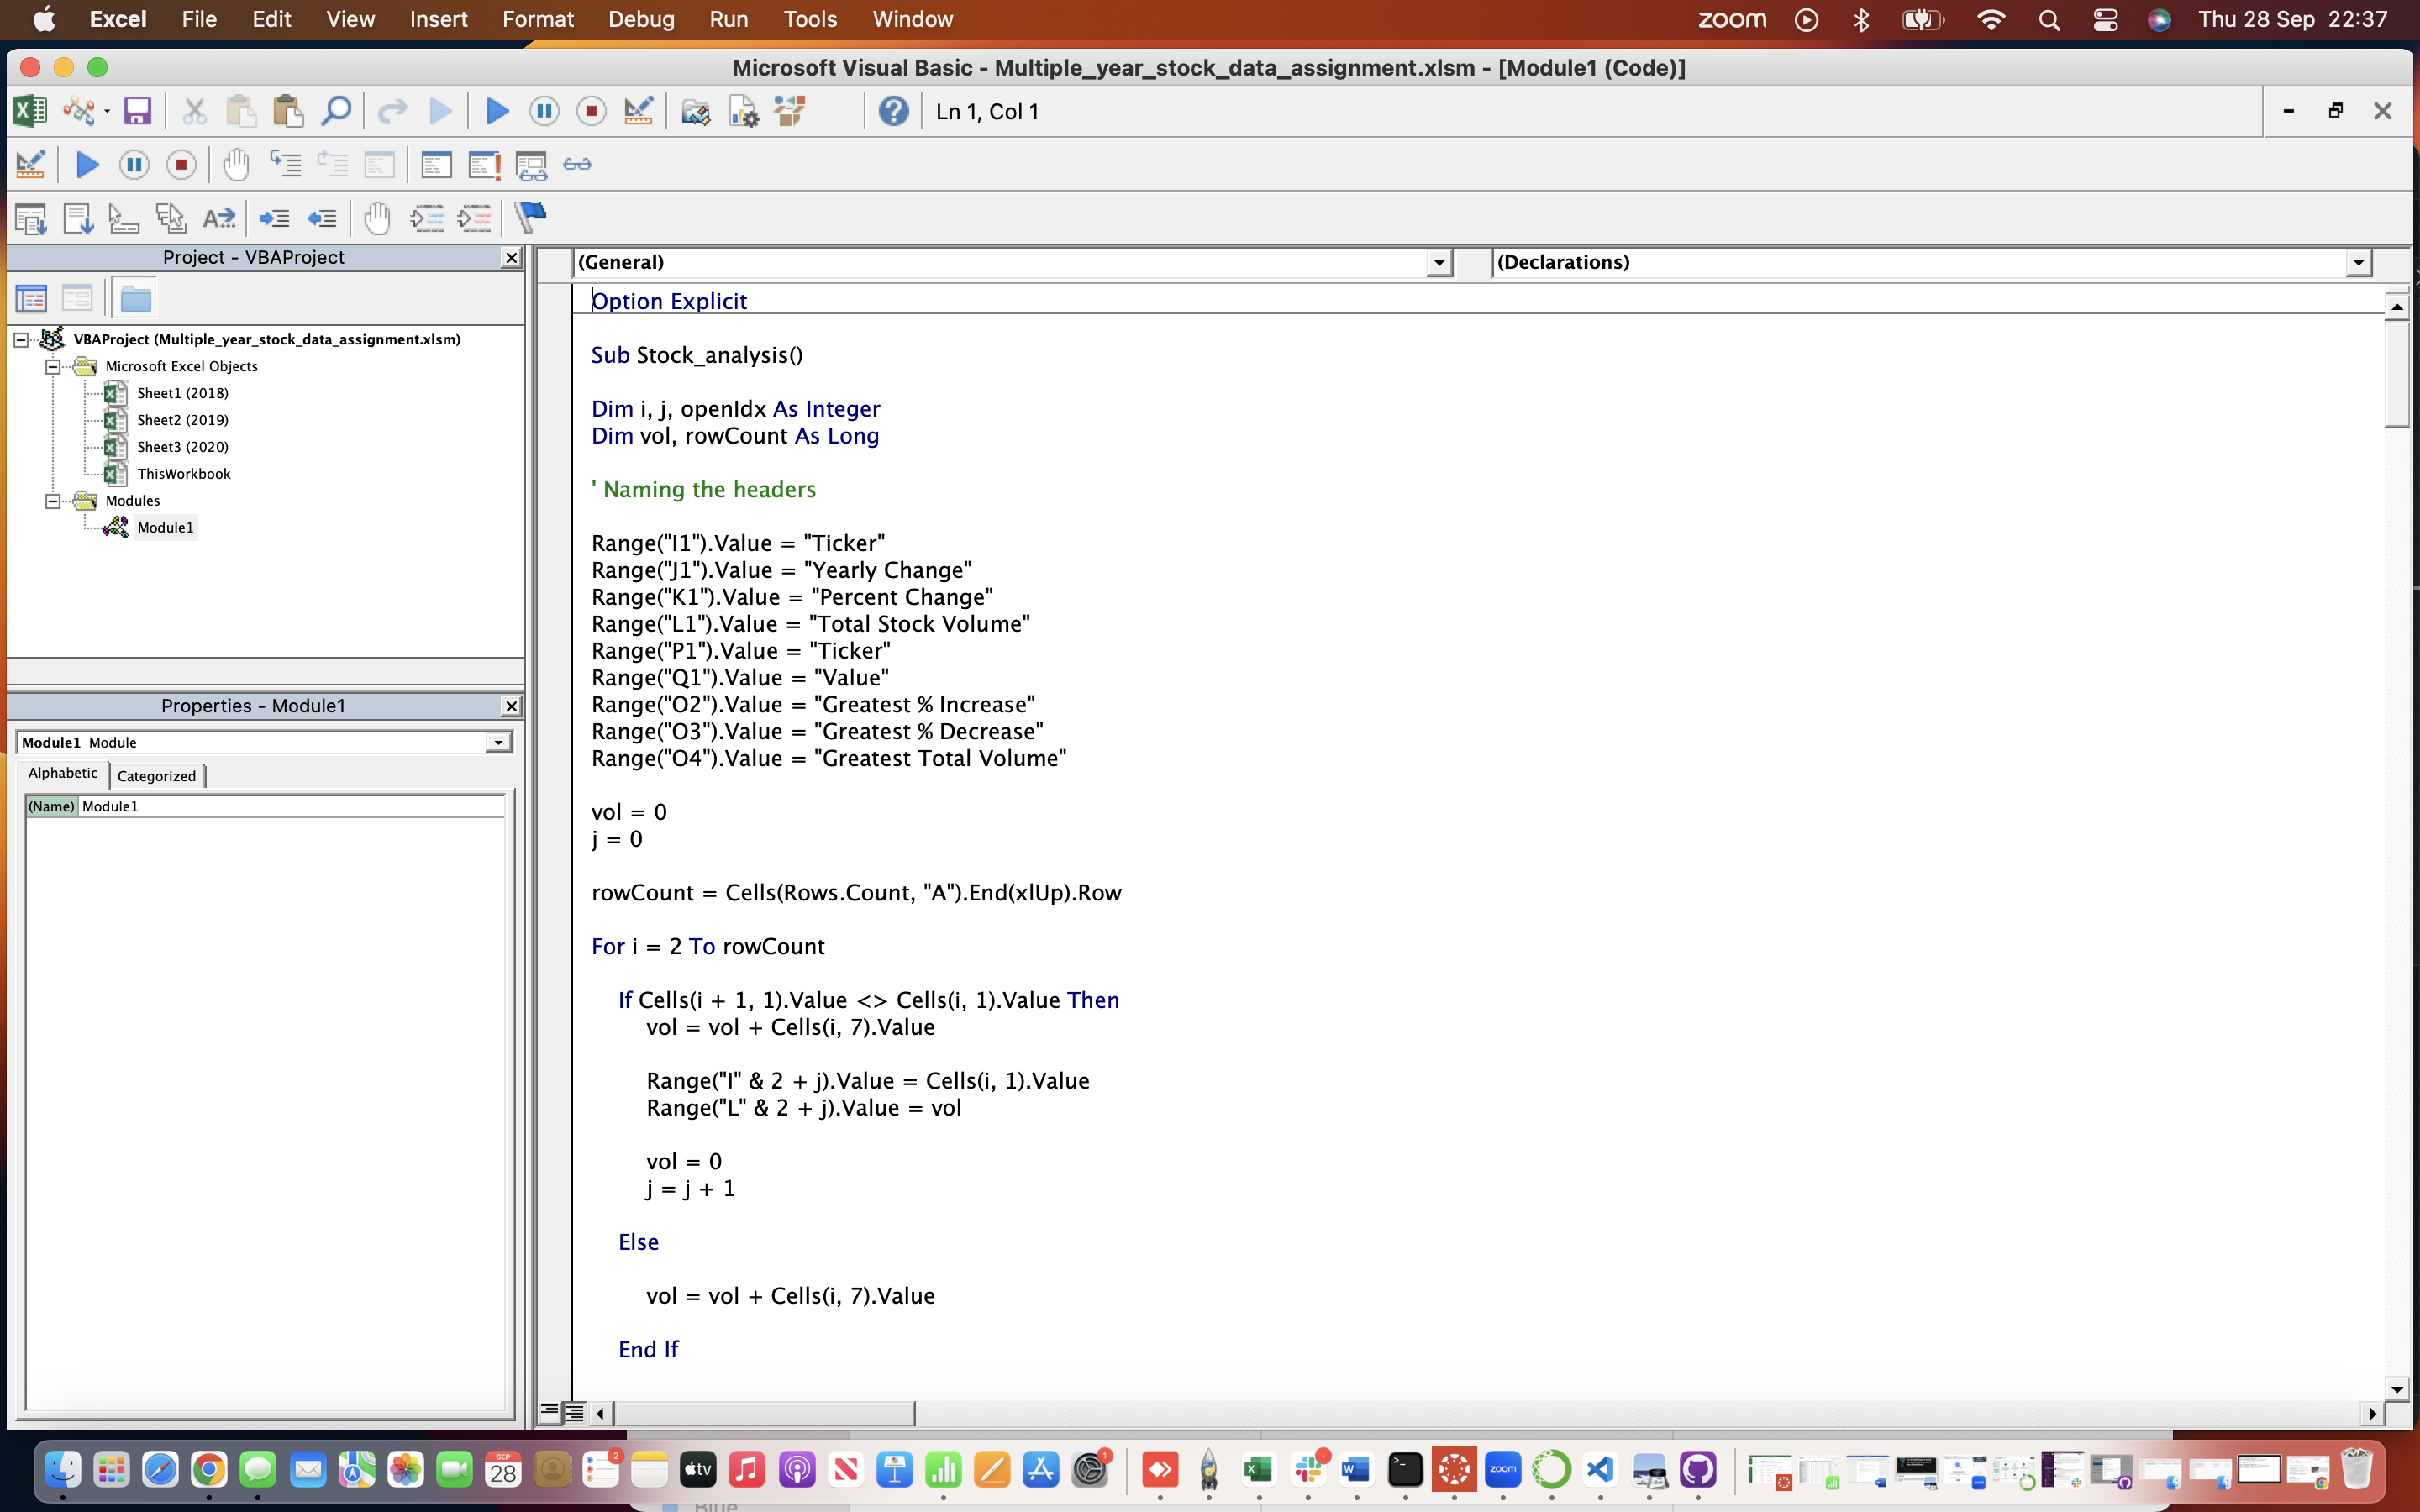 Excel File Edit View Insert Format Debug Run Tools Window zoom Thu 28 Sep 22:37
Microsoft Visual Basic - Multiple_year_stock_data_assignment.xlsm - [Module1 (Code)]
Ln 1, Col 1
Project - VBAProject
(General) (Declarations)
VBAProject (Multiple_year_stock_data_assignment.xlsm)
Microsoft Excel Objects
Sheet1 (2018)
Sheet2 (2019)
Sheet3 (2020)
ThisWorkbook
Modules
Module1
Properties - Module1
Module1 Module
Alphabetic Categorized
(Name) Module1
Option Explicit
Sub Stock_analysis()
Dim i, j, openIdx As Integer
Dim vol, rowCount As Long
' Naming the headers
Range("I1").Value = "Ticker"
Range("J1").Value = "Yearly Change"
Range("K1").Value = "Percent Change"
Range("L1").Value = "Total Stock Volume"
Range("P1").Value = "Ticker"
Range("Q1").Value = "Value"
Range("O2").Value = "Greatest % Increase"
Range("O3").Value = "Greatest % Decrease"
Range("O4").Value = "Greatest Total Volume"
vol = 0
j = 0
rowCount = Cells(Rows.Count, "A").End(xlUp).Row
For i = 2 To rowCount
If Cells(i + 1, 1).Value <> Cells(i, 1).Value Then
vol = vol + Cells(i, 7).Value
Range("I" & 2 + j).Value = Cells(i, 1).Value
Range("L" & 2 + j).Value = vol
vol = 0
j = j + 1
Else
vol = vol + Cells(i, 7).Value
End If
SEP
28
2
tv
1
W
zoom
Blue